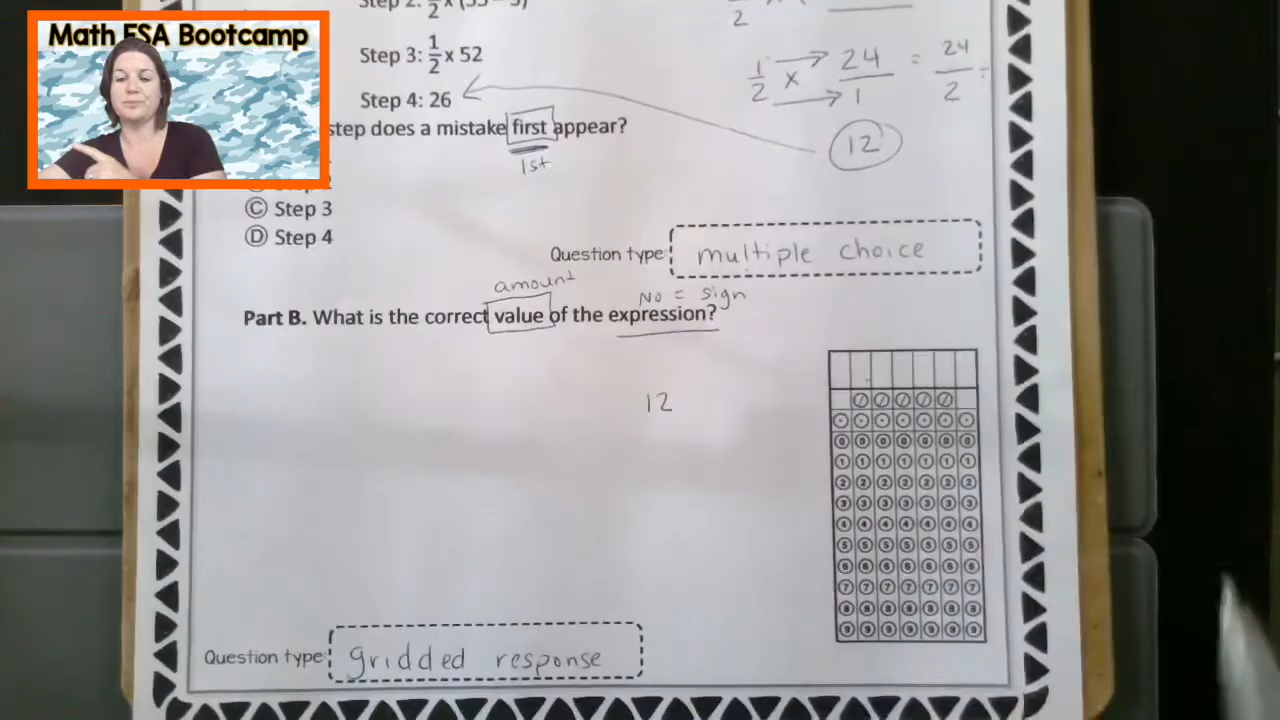 Math FSA Bootcamp
Step 3: 1/2 x 52
Step 4: 26
step does a mistake first appear?
1st
Ⓒ Step 3
Ⓓ Step 4
1/2 x 24/1 = 24/2
12
Question type: multiple choice
amount
No = sign
Part B. What is the correct value of the expression?
12
Question type: gridded response